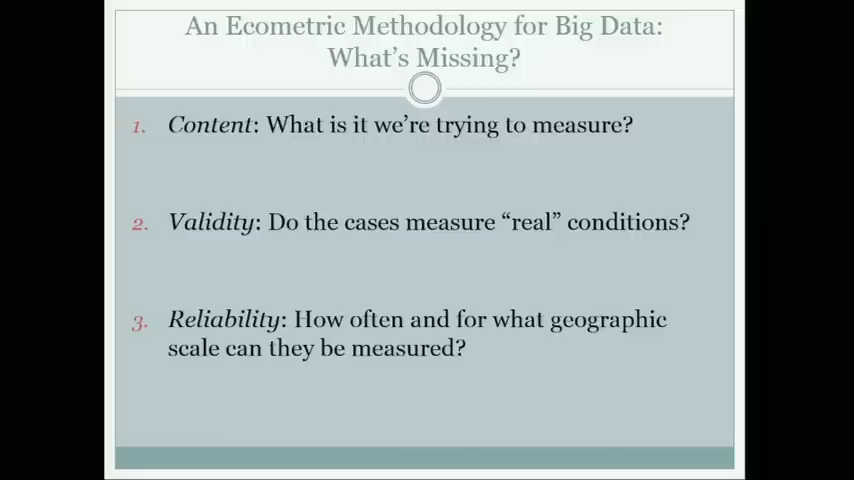 An Ecometric Methodology for Big Data:
What's Missing?
1. Content: What is it we're trying to measure?
2. Validity: Do the cases measure “real” conditions?
3. Reliability: How often and for what geographic
scale can they be measured?